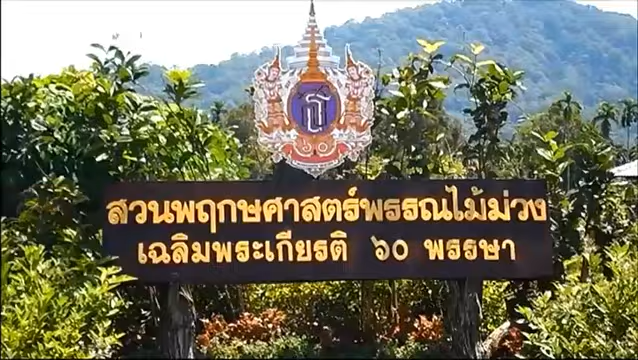 ๖๐
สวนพฤกษศาสตร์พรรณไม้ม่วง
เฉลิมพระเกียรติ ๖๐ พรรษา